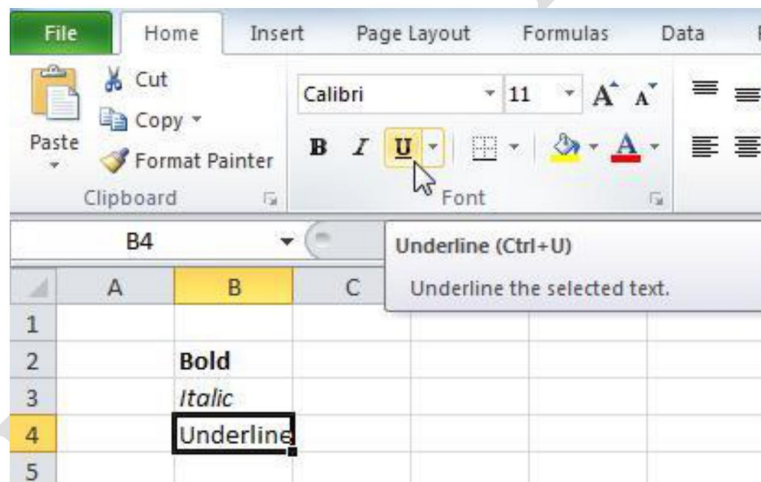 File Home Insert Page Layout Formulas Data
Cut
Copy
Paste
Format Painter
Clipboard
Calibri 11 A A
B I U A
Font
B4
Underline (Ctrl+U)
Underline the selected text.
A B C
1
2 Bold
3 Italic
4 Underline
5